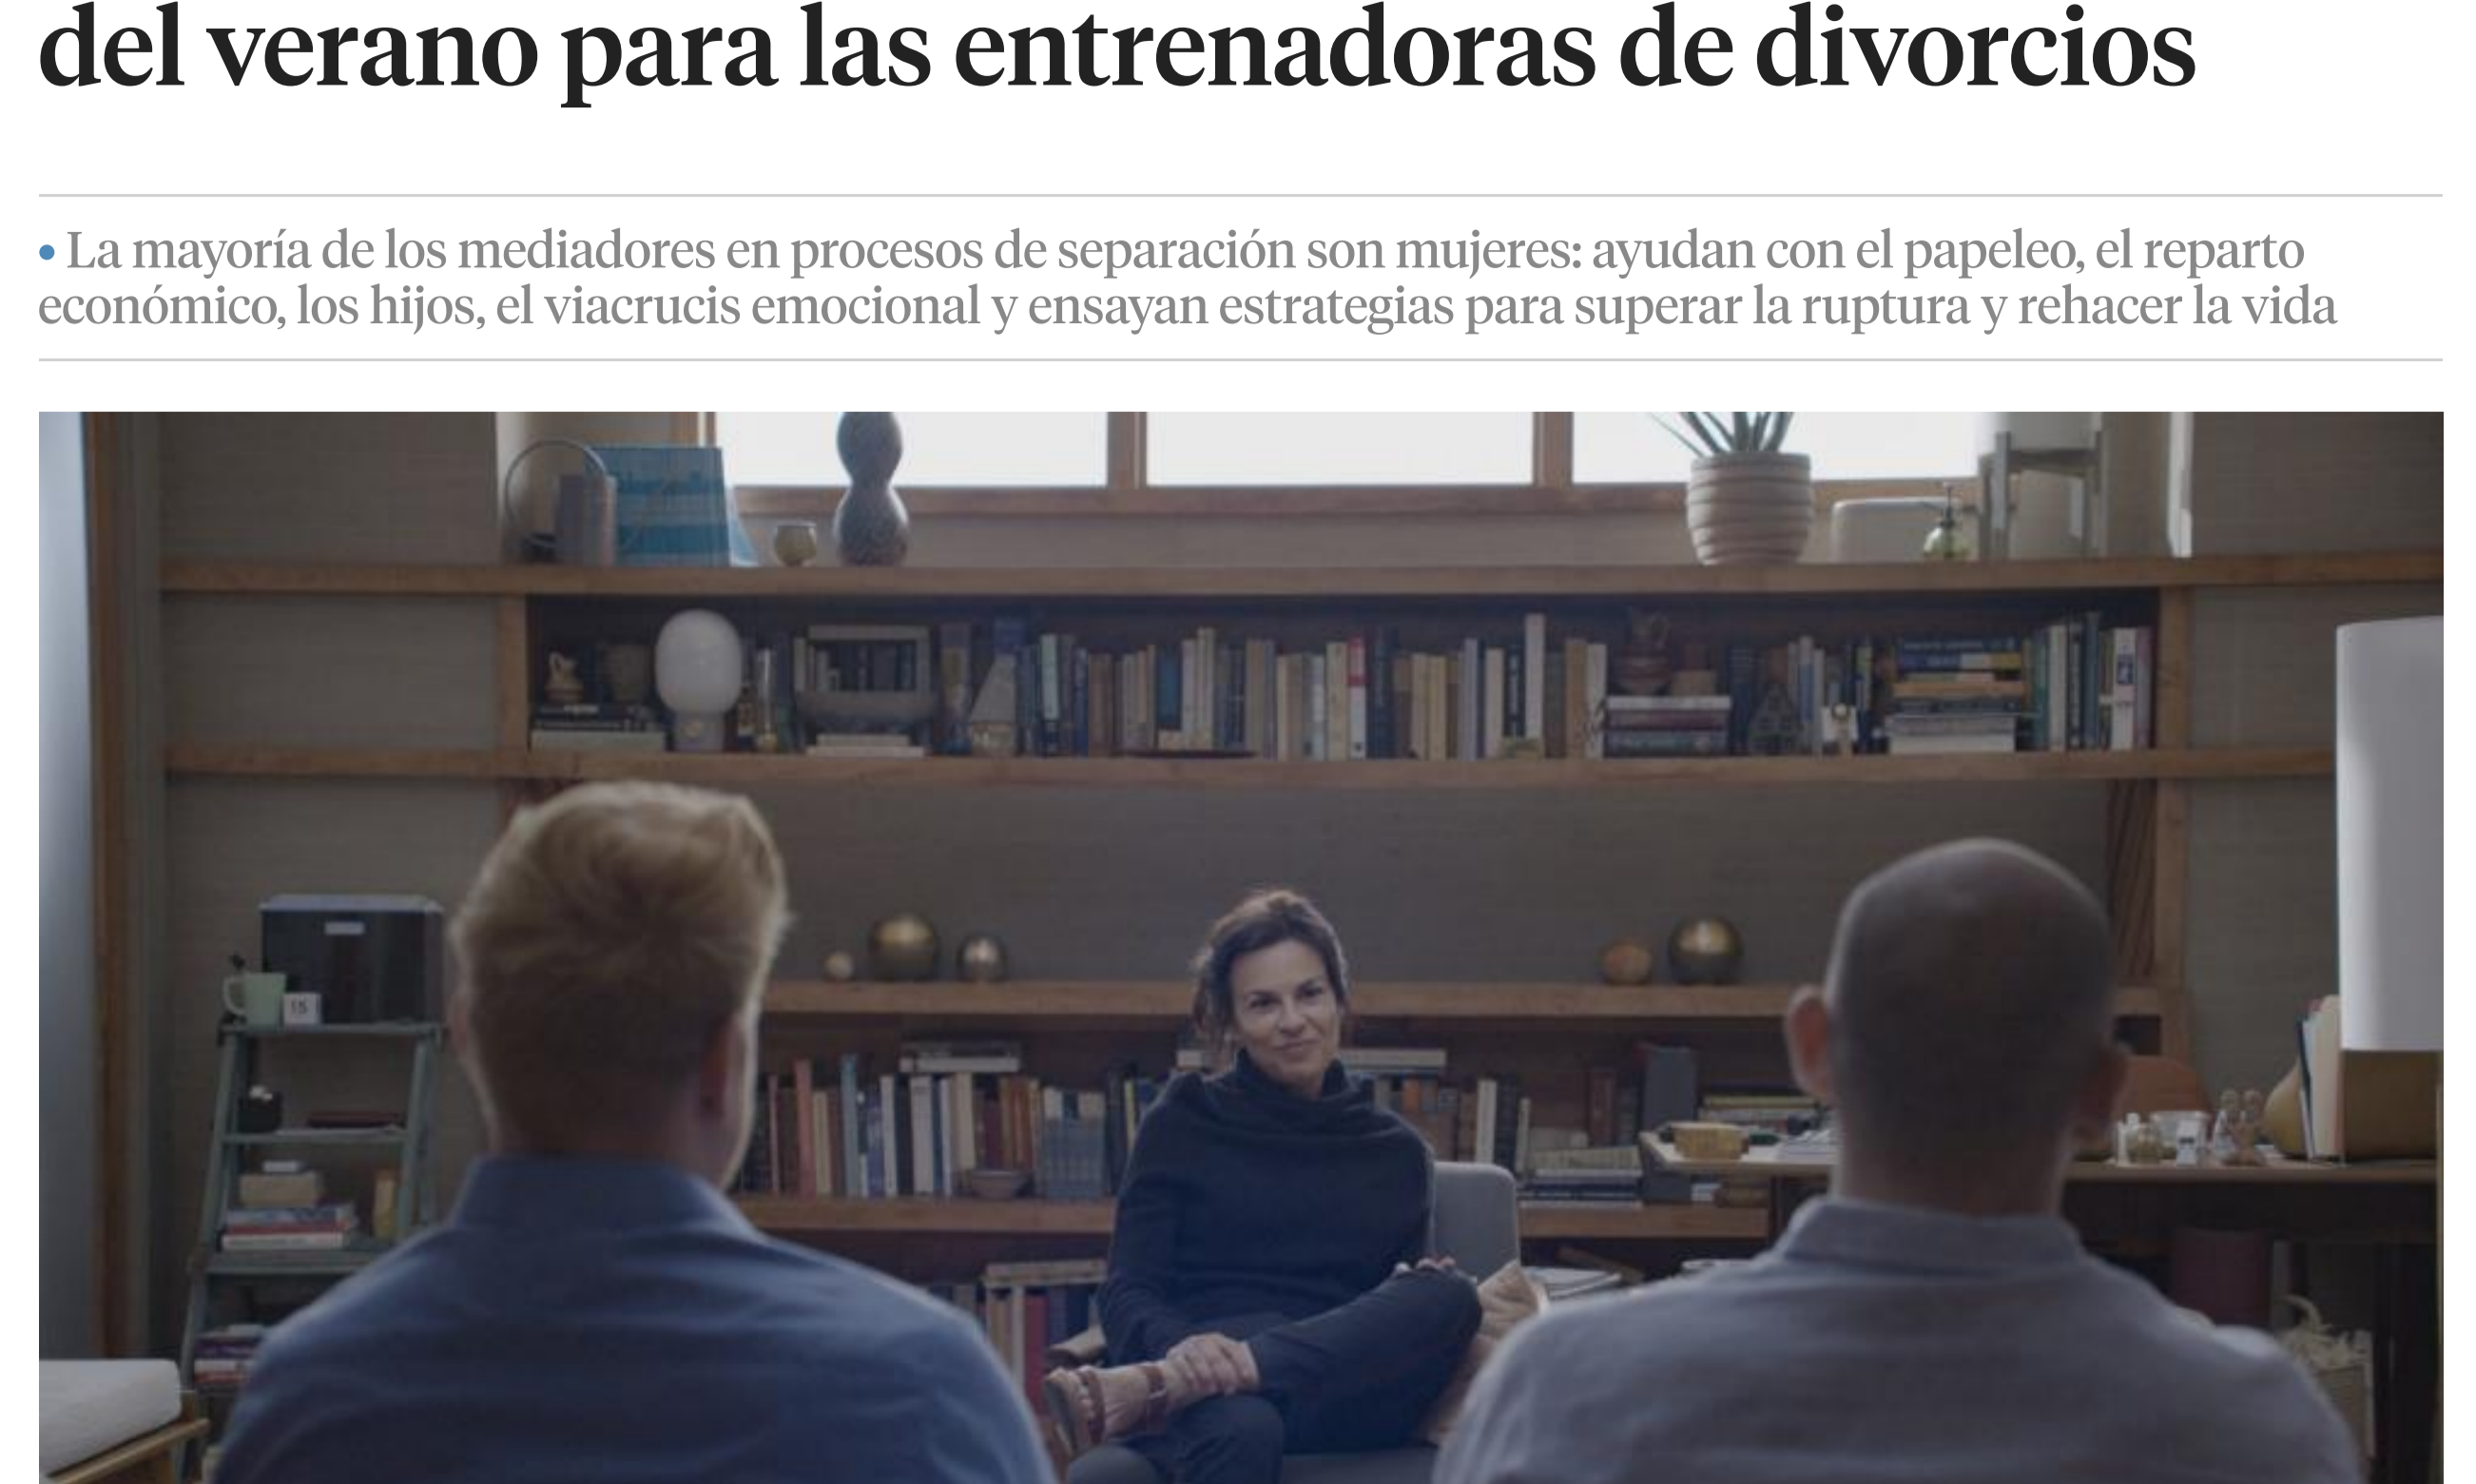 del verano para las entrenadoras de divorcios
• La mayoría de los mediadores en procesos de separación son mujeres: ayudan con el papeleo, el reparto
económico, los hijos, el viacrucis emocional y ensayan estrategias para superar la ruptura y rehacer la vida
15